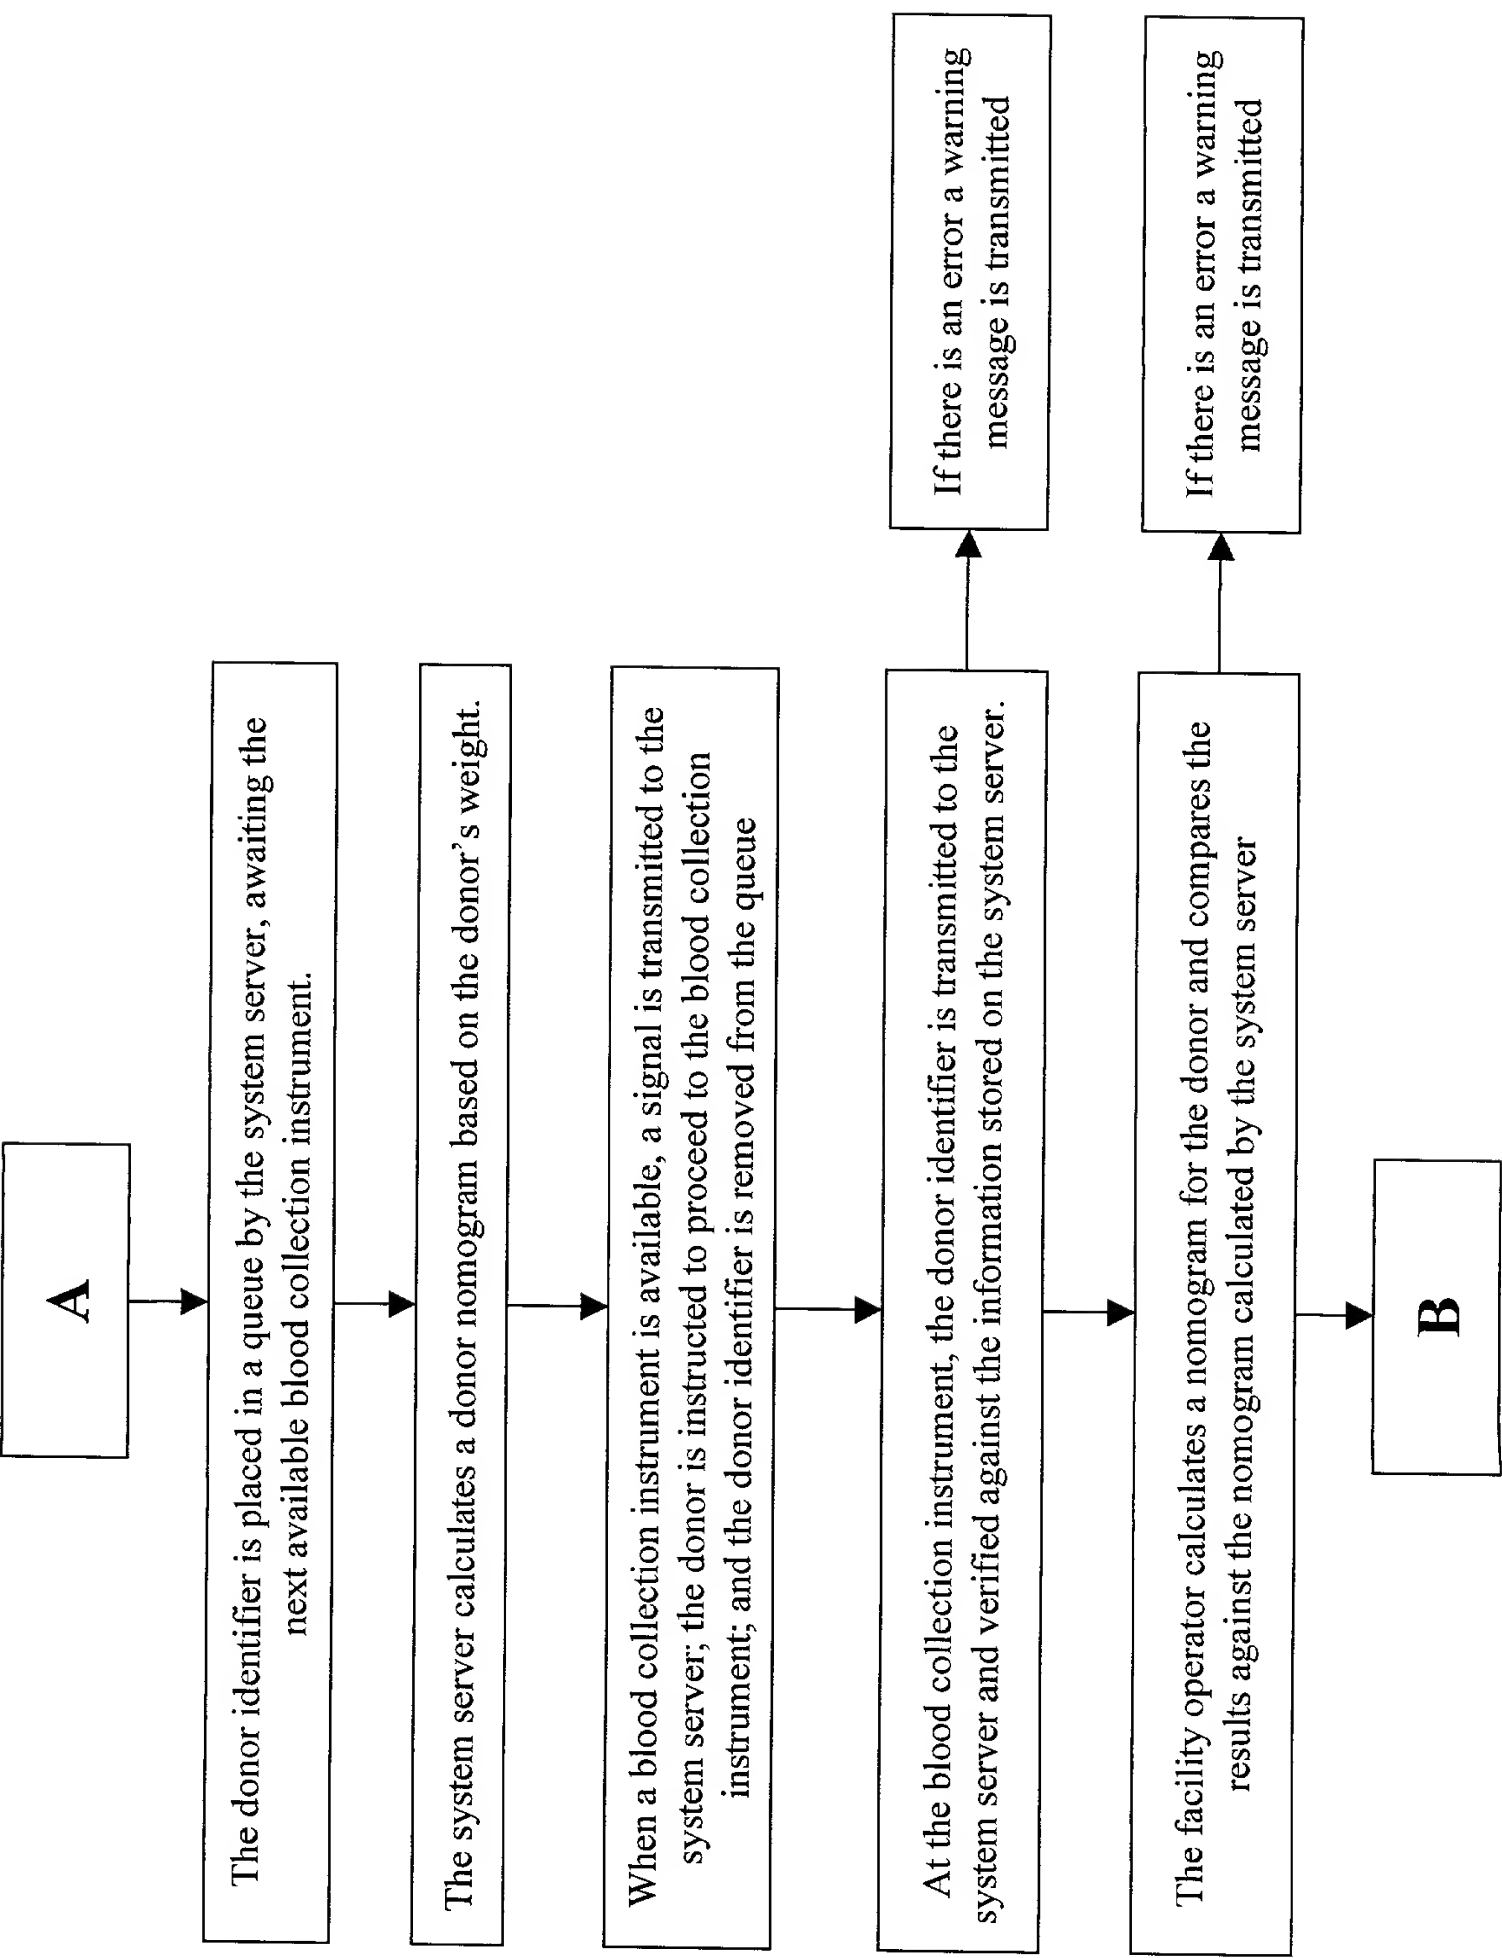 A
The donor identifier is placed in a queue by the system server, awaiting the
next available blood collection instrument.
The system server calculates a donor nomogram based on the donor’s weight.
When a blood collection instrument is available, a signal is transmitted to the
system server; the donor is instructed to proceed to the blood collection
instrument; and the donor identifier is removed from the queue
At the blood collection instrument, the donor identifier is transmitted to the
system server and verified against the information stored on the system server.
If there is an error a warning
message is transmitted
The facility operator calculates a nomogram for the donor and compares the
results against the nomogram calculated by the system server
If there is an error a warning
message is transmitted
B